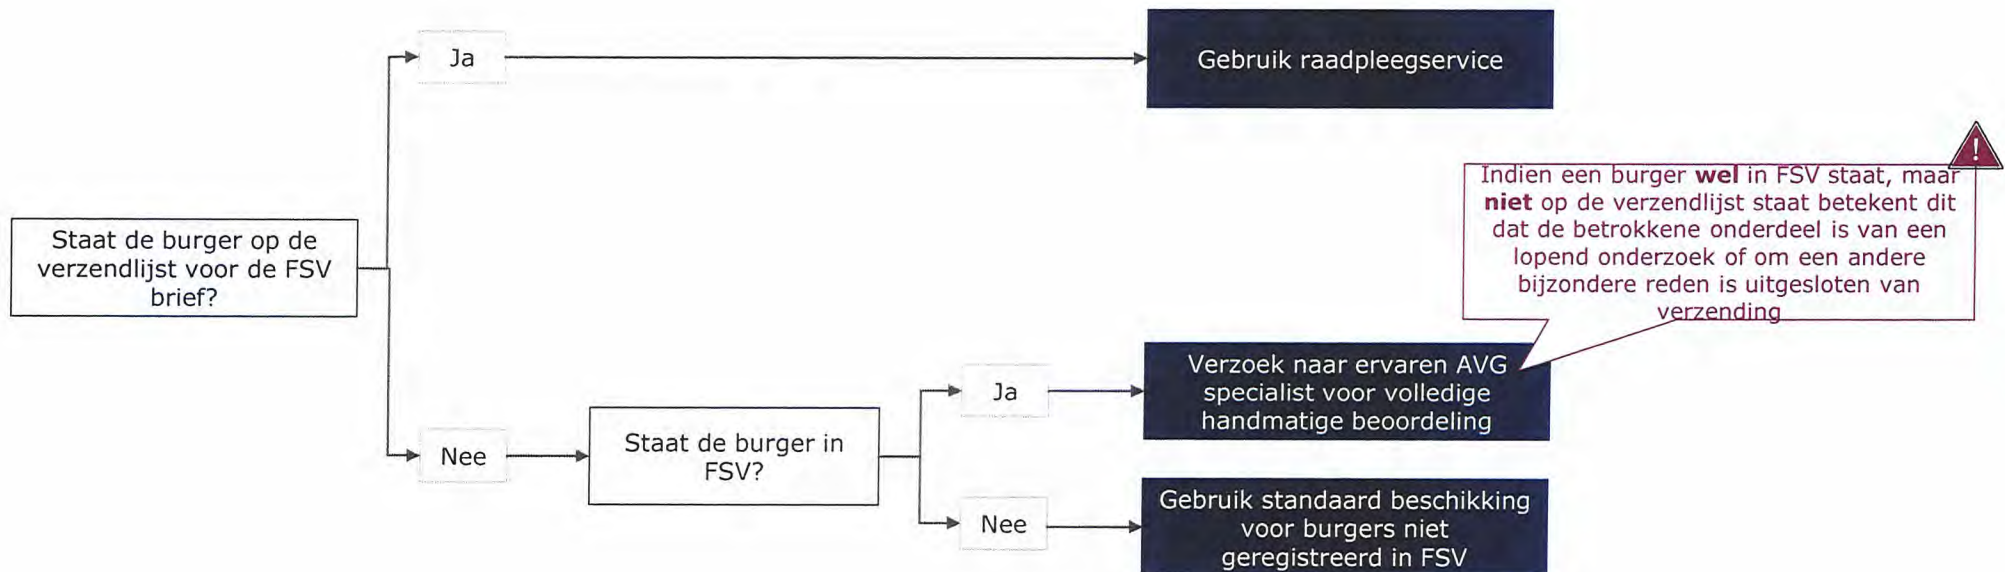 Ja
Gebruik raadpleegservice
!
Indien een burger wel in FSV staat, maar
niet op de verzendlijst staat betekent dit
dat de betrokkene onderdeel is van een
lopend onderzoek of om een andere
bijzondere reden is uitgesloten van
verzending
Staat de burger op de
verzendlijst voor de FSV
brief?
Nee
Staat de burger in
FSV?
Ja
Verzoek naar ervaren AVG
specialist voor volledige
handmatige beoordeling
Nee
Gebruik standaard beschikking
voor burgers niet
geregistreerd in FSV